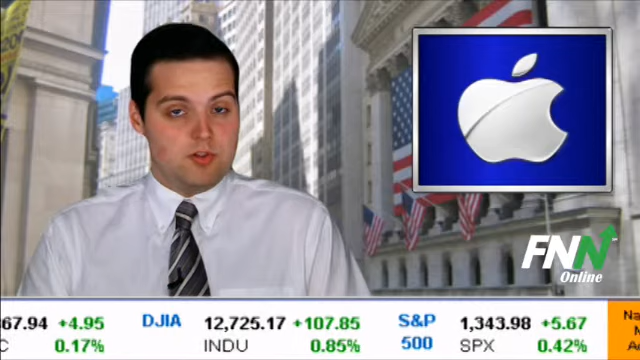 FNN
Online
867.94 +4.95 DJIA 12,725.17 +107.85 S&P 1,343.98 +5.67
C 0.17% INDU 0.85% 500 SPX 0.42%